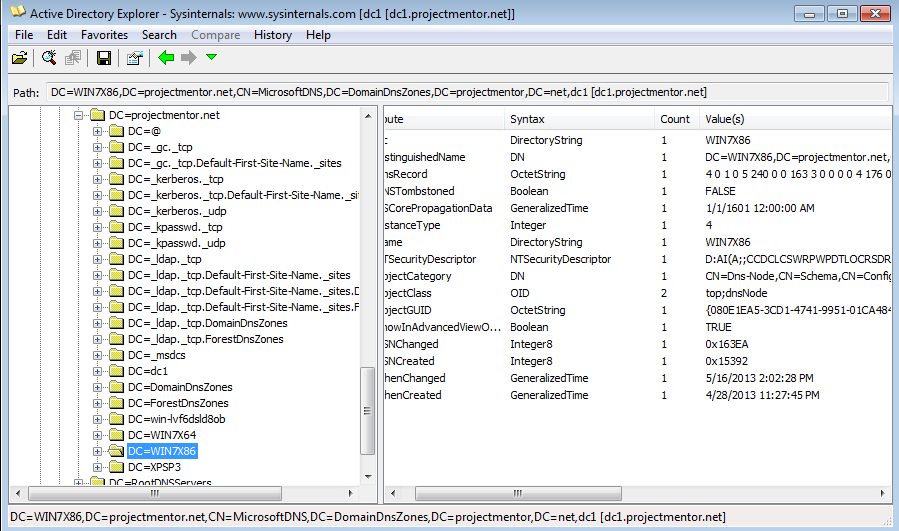 Active Directory Explorer - Sysinternals: www.sysinternals.com [dc1 [dc1.projectmentor.net]]
File Edit Favorites Search Compare History Help
Path: DC=WIN7X86,DC=projectmentor.net,CN=MicrosoftDNS,DC=DomainDnsZones,DC=projectmentor,DC=net,dc1 [dc1.projectmentor.net]
DC=projectmentor.net
DC=@
DC=_gc._tcp
DC=_gc._tcp.Default-First-Site-Name._sites
DC=_kerberos._tcp
DC=_kerberos._tcp.Default-First-Site-Name._sit
DC=_kerberos._udp
DC=_kpasswd._tcp
DC=_kpasswd._udp
DC=_ldap._tcp
DC=_ldap._tcp.Default-First-Site-Name._sites
DC=_ldap._tcp.Default-First-Site-Name._sites.D
DC=_ldap._tcp.Default-First-Site-Name._sites.F
DC=_ldap._tcp.DomainDnsZones
DC=_ldap._tcp.ForestDnsZones
DC=_msdcs
DC=dc1
DC=DomainDnsZones
DC=ForestDnsZones
DC=win-lvf6dsld8ob
DC=WIN7X64
DC=WIN7X86
DC=XPSP3
DC=RootDNSServers
bute Syntax Count Value(s)
c DirectoryString 1 WIN7X86
stinguishedName DN 1 DC=WIN7X86,DC=projectmentor.net,
nsRecord OctetString 1 4 0 1 0 5 240 0 0 163 3 0 0 0 0 4 176 0
NSTombstoned Boolean 1 FALSE
SCorePropagationData GeneralizedTime 1 1/1/1601 12:00:00 AM
stanceType Integer 1 4
ame DirectoryString 1 WIN7X86
TSecurityDescriptor NTSecurityDescriptor 1 D:AI(A;;CCDCLCSWRPWPDTLOCRSDR
bjectCategory DN 1 CN=Dns-Node,CN=Schema,CN=Config
bjectClass OID 2 top;dnsNode
bjectGUID OctetString 1 {080E1EA5-3CD1-4741-9951-01CA484
howInAdvancedViewO... Boolean 1 TRUE
SNChanged Integer8 1 0x163EA
SNCreated Integer8 1 0x15392
henChanged GeneralizedTime 1 5/16/2013 2:02:28 PM
henCreated GeneralizedTime 1 4/28/2013 11:27:45 PM
DC=WIN7X86,DC=projectmentor.net,CN=MicrosoftDNS,DC=DomainDnsZones,DC=projectmentor,DC=net,dc1 [dc1.projectmentor.net]